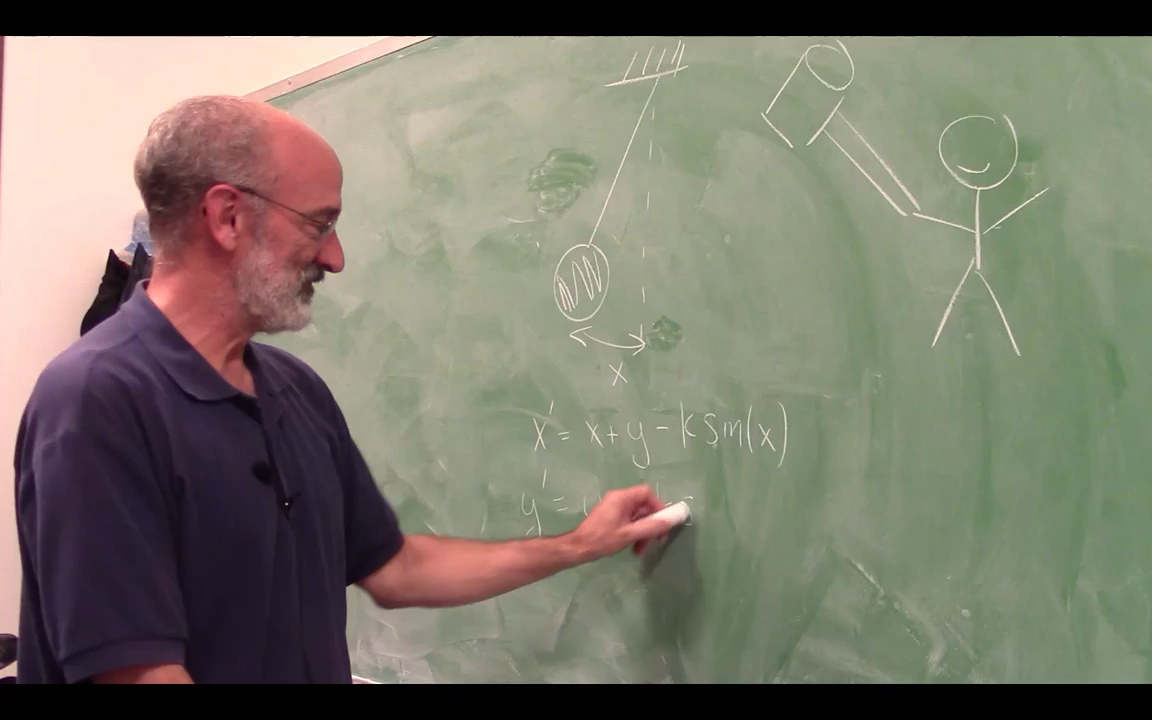 x
x' = x + y - k sin(x)
y' =